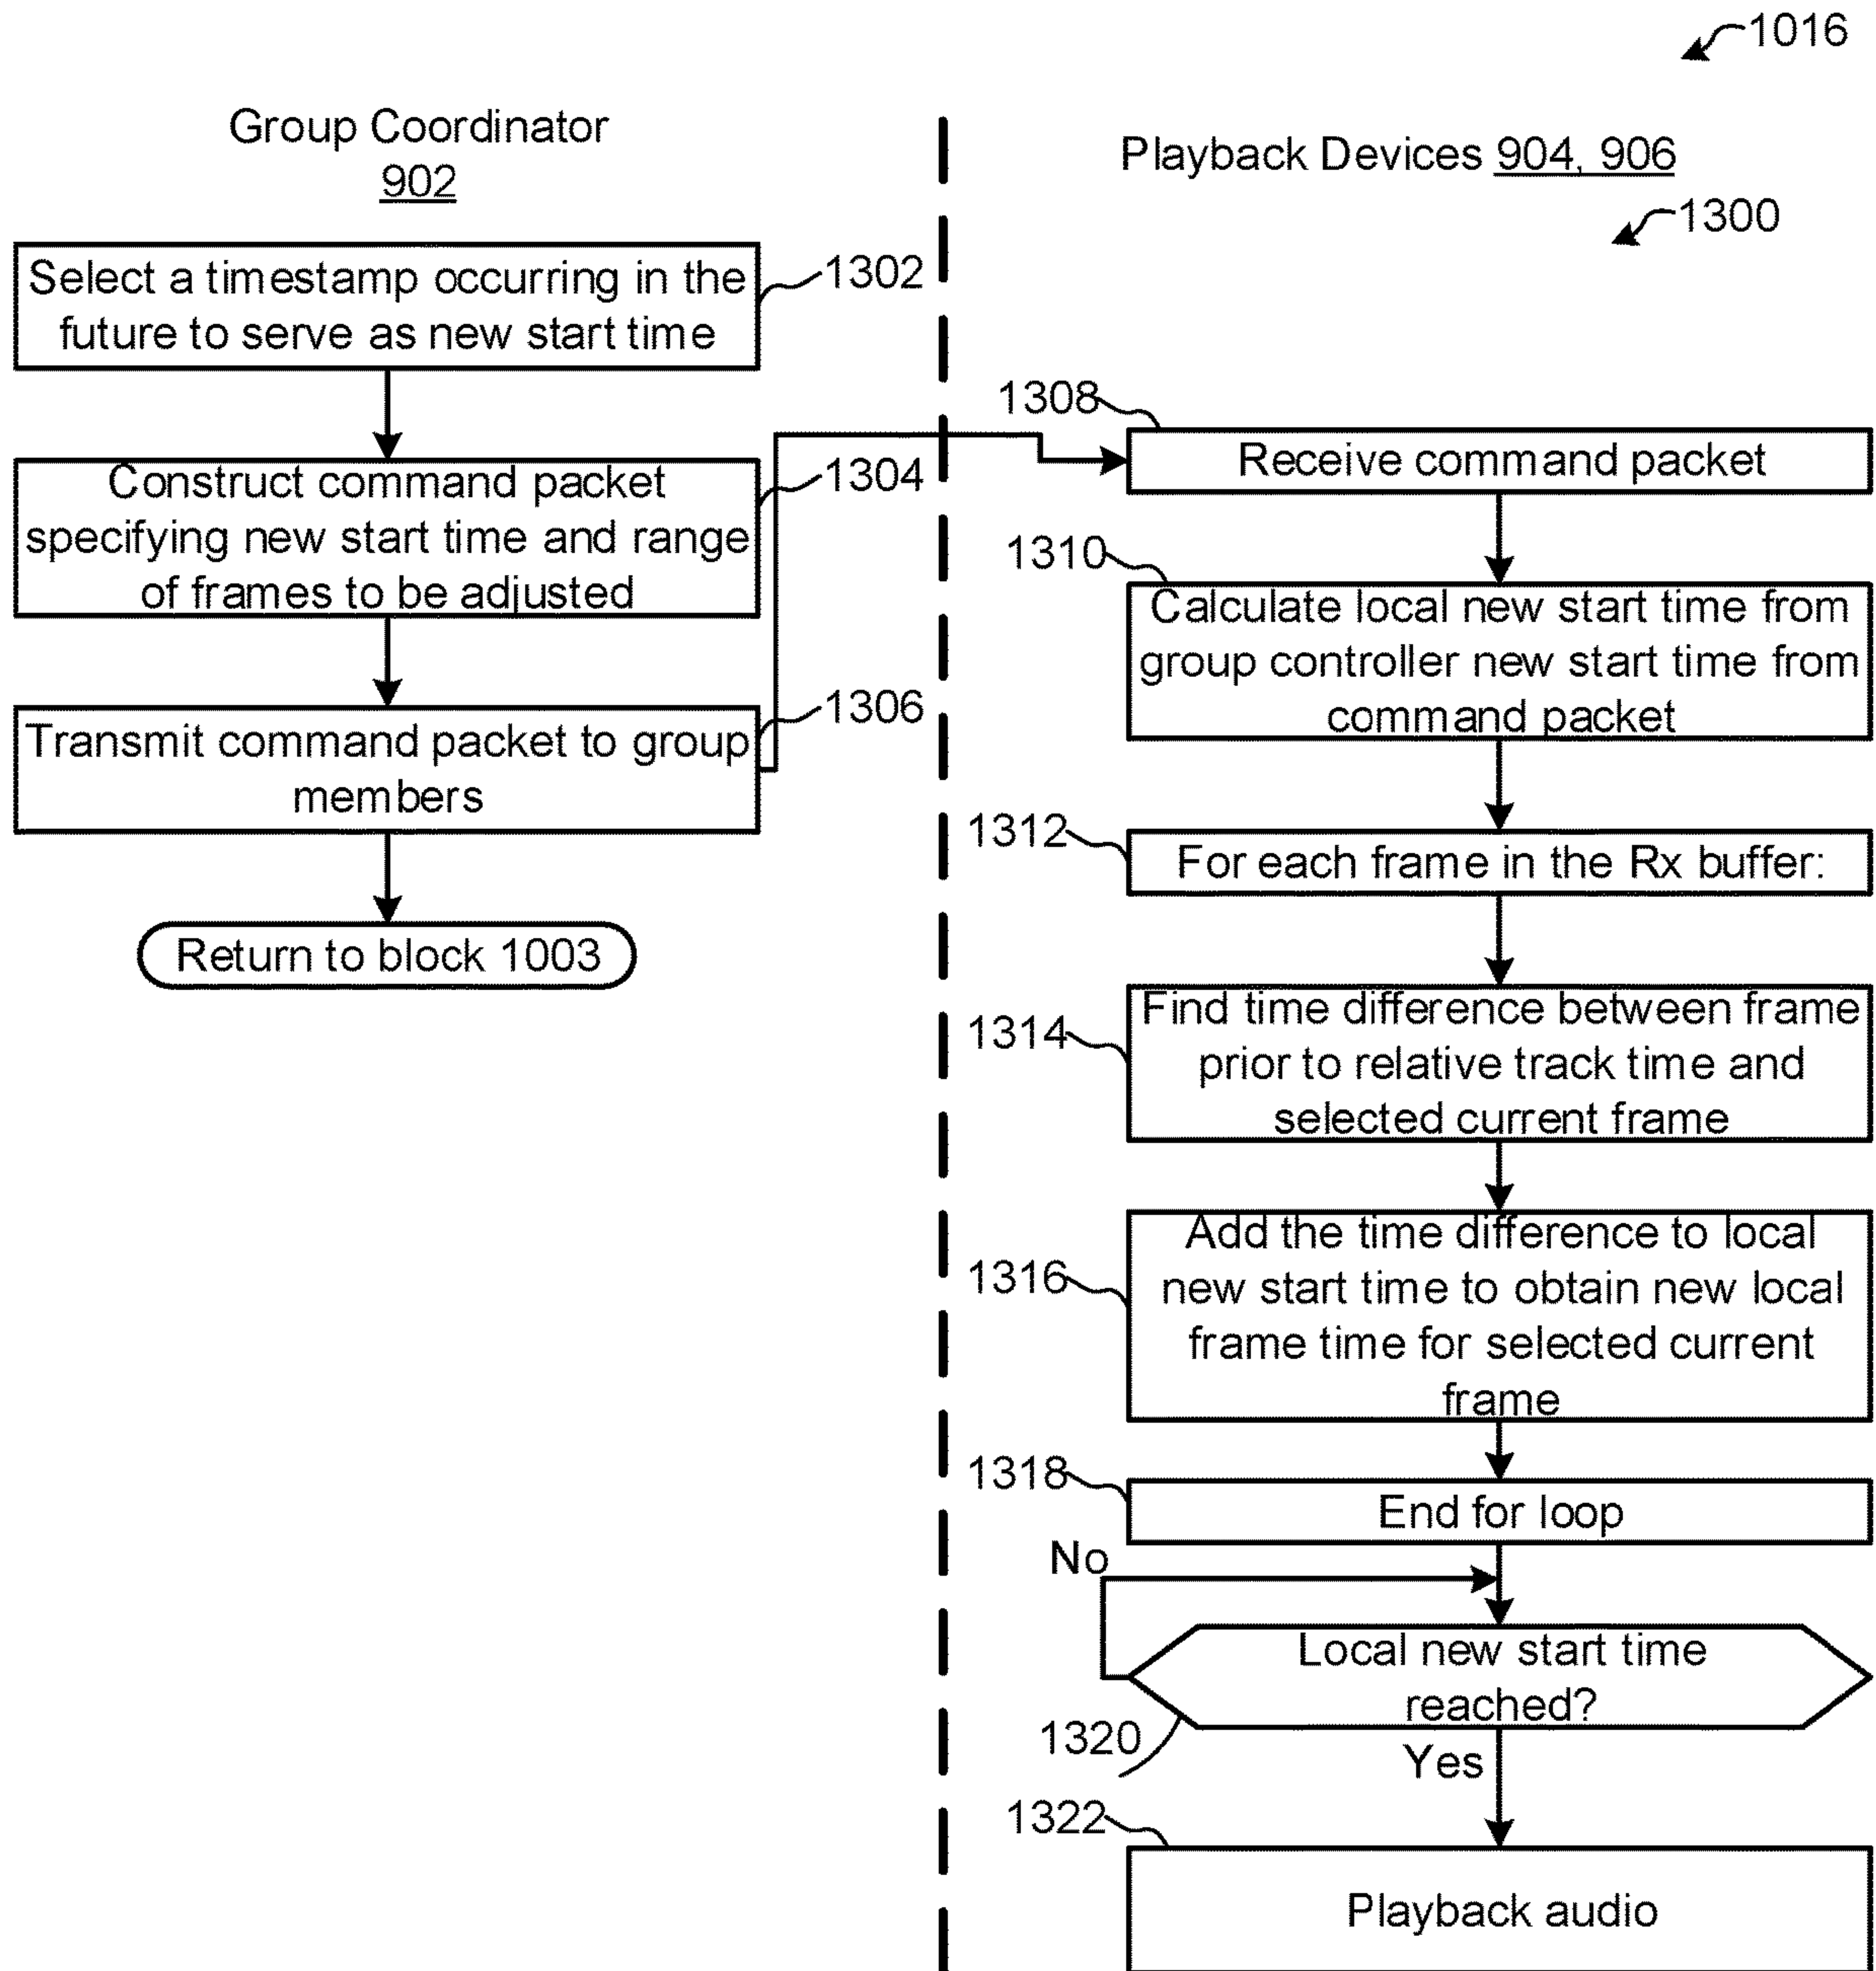 1016
Group Coordinator
902
Select a timestamp occurring in the
future to serve as new start time
1302
Construct command packet
specifying new start time and range
of frames to be adjusted
1304
Transmit command packet to group
members
1306
Return to block 1003
Playback Devices 904, 906
1300
1308
Receive command packet
1310
Calculate local new start time from
group controller new start time from
command packet
1312
For each frame in the Rx buffer:
1314
Find time difference between frame
prior to relative track time and
selected current frame
1316
Add the time difference to local
new start time to obtain new local
frame time for selected current
frame
1318
End for loop
No
Local new start time
reached?
1320
Yes
1322
Playback audio